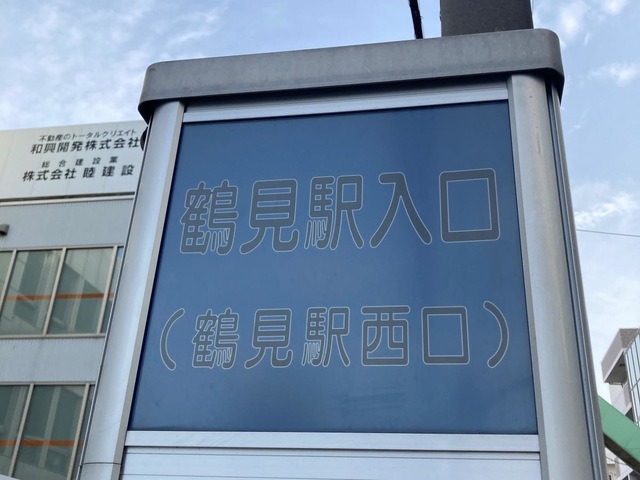 不動産のトータルクリエイト
和興開発株式会社
総合建設業
株式会社 睦建設
鶴見駅入口
（鶴見駅西口）